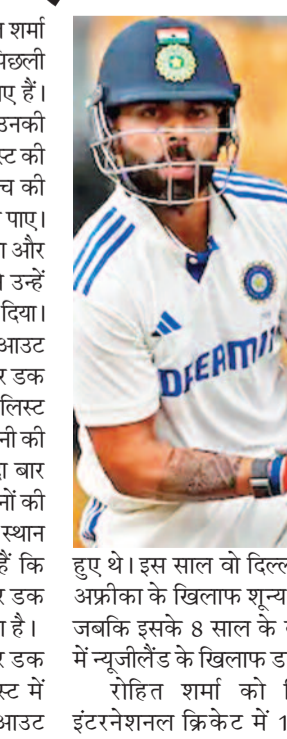 शर्मा
पिछली
ए हैं।
उनकी
स्ट की
च की
पाए।
और
उन्हें
दिया।
आउट
र डक
लिस्ट
नी की
बार
नों की
स्थान
हैं कि
र डक
है।
र डक
स्ट में
आउट
DREAM11
हुए थे। इस साल वो
अफ्रीका के खिलाफ शून्य
जबकि इसके 8 साल के
में न्यूजीलैंड के खिलाफ
रोहित शर्मा को
इंटरनेशनल क्रिकेट में 1